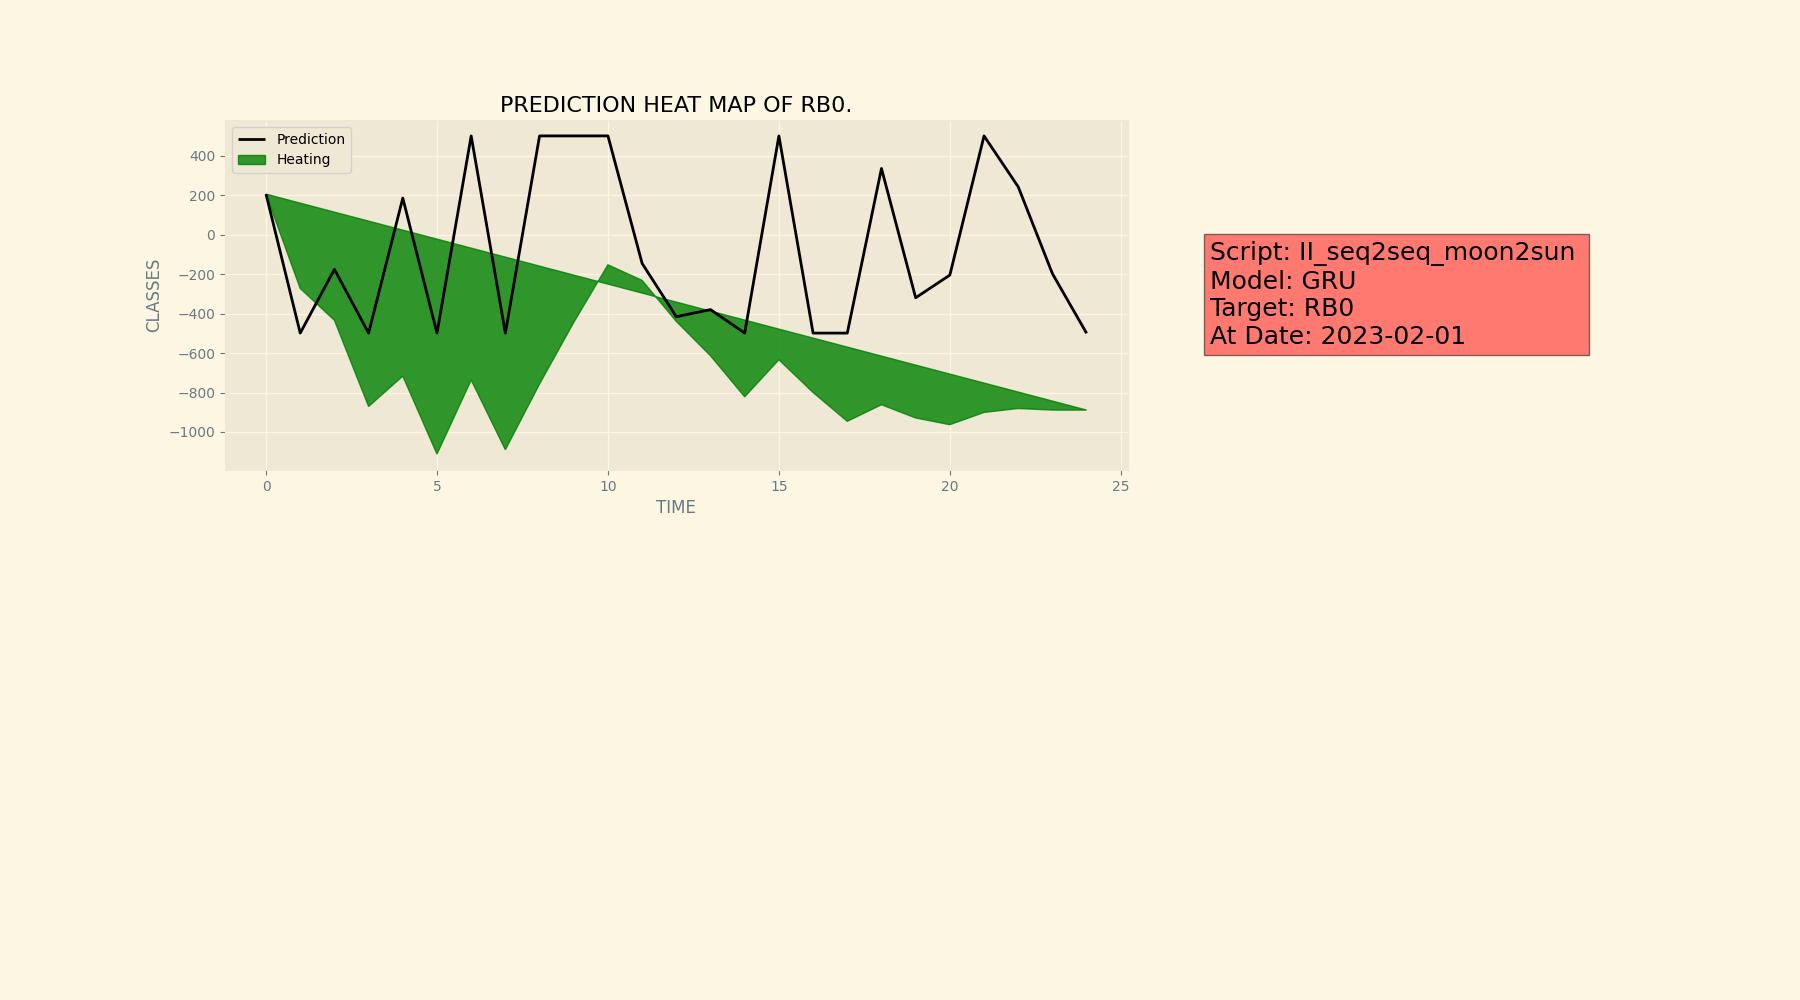 PREDICTION HEAT MAP OF RB0.
Prediction
Heating
400
200
0
−200
−400
−600
−800
−1000
CLASSES
0 5 10 15 20 25
TIME
Script: II_seq2seq_moon2sun
Model: GRU
Target: RB0
At Date: 2023-02-01